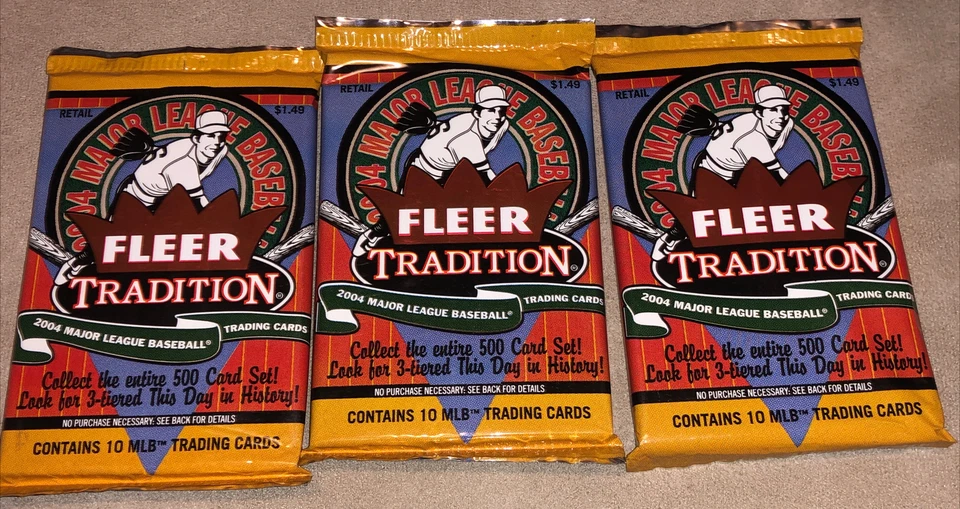 RETAIL
$1.49
2004 MAJOR LEAGUE BASEBALL
FLEER
TRADITION®
2004 MAJOR LEAGUE BASEBALL® TRADING CARDS
Collect the entire 500 Card Set!
Look for 3-tiered This Day in History!
NO PURCHASE NECESSARY: SEE BACK FOR DETAILS
CONTAINS 10 MLB™ TRADING CARDS
RETAIL
$1.49
2004 MAJOR LEAGUE BASEBALL
FLEER
TRADITION®
2004 MAJOR LEAGUE BASEBALL® TRADING CARDS
Collect the entire 500 Card Set!
Look for 3-tiered This Day in History!
NO PURCHASE NECESSARY: SEE BACK FOR DETAILS
CONTAINS 10 MLB™ TRADING CARDS
RETAIL
$1.49
2004 MAJOR LEAGUE BASEBALL
FLEER
TRADITION®
2004 MAJOR LEAGUE BASEBALL® TRADING CARDS
Collect the entire 500 Card Set!
Look for 3-tiered This Day in History!
NO PURCHASE NECESSARY: SEE BACK FOR DETAILS
CONTAINS 10 MLB™ TRADING CARDS